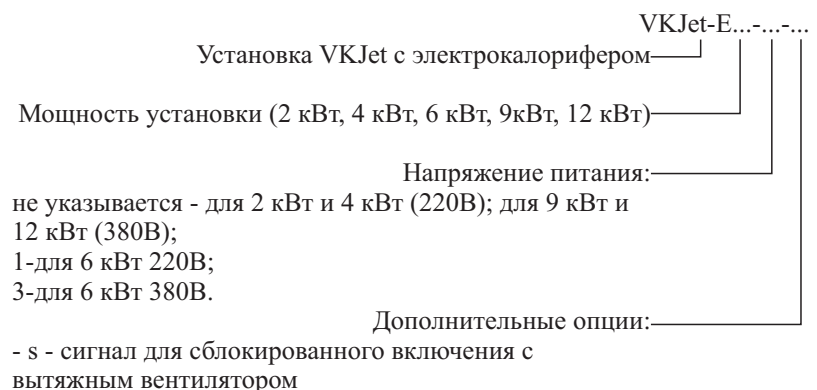 VKJet-E...-...-...
Установка VKJet с электрокалорифером
Мощность установки (2 кВт, 4 кВт, 6 кВт, 9кВт, 12 кВт)
Напряжение питания:
не указывается - для 2 кВт и 4 кВт (220В); для 9 кВт и
12 кВт (380В);
1-для 6 кВт 220В;
3-для 6 кВт 380В.
Дополнительные опции:
- s - сигнал для сблокированного включения с
вытяжным вентилятором